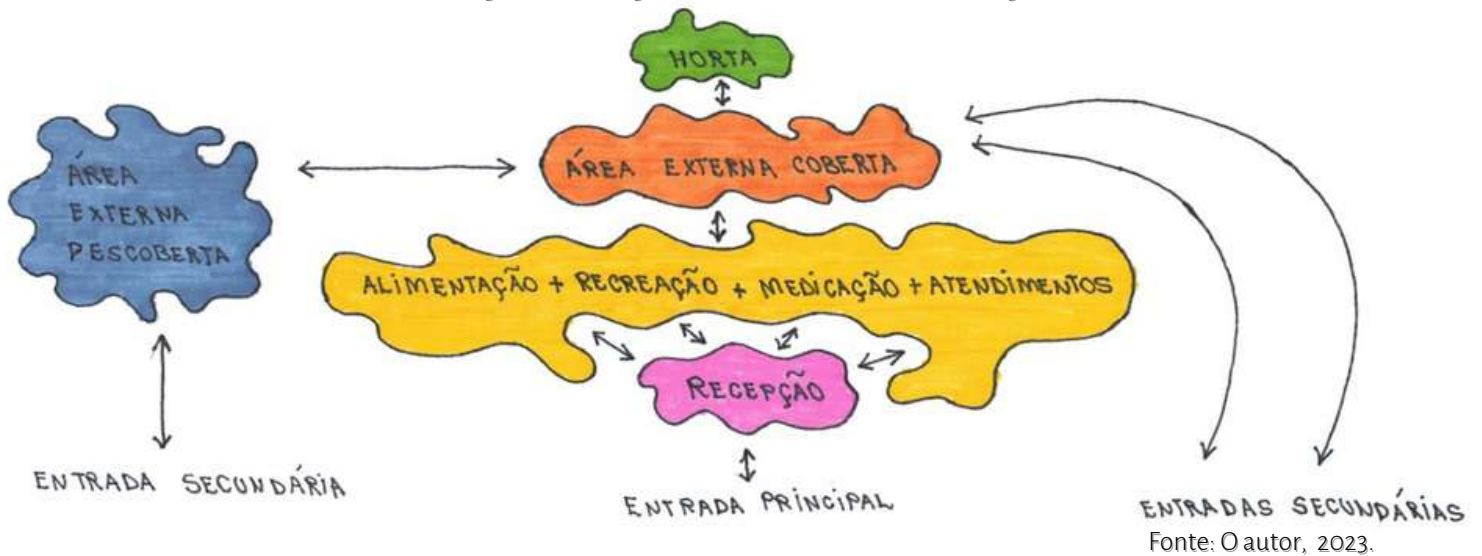 HORTA
ÁREA EXTERNA COBERTA
ÁREA
EXTERNA
DESCOBERTA
ALIMENTAÇÃO + RECREAÇÃO + MEDICAÇÃO + ATENDIMENTOS
RECEPÇÃO
ENTRADA SECUNDÁRIA
ENTRADA PRINCIPAL
ENTRADAS SECUNDÁRIAS
Fonte: O autor, 2023.